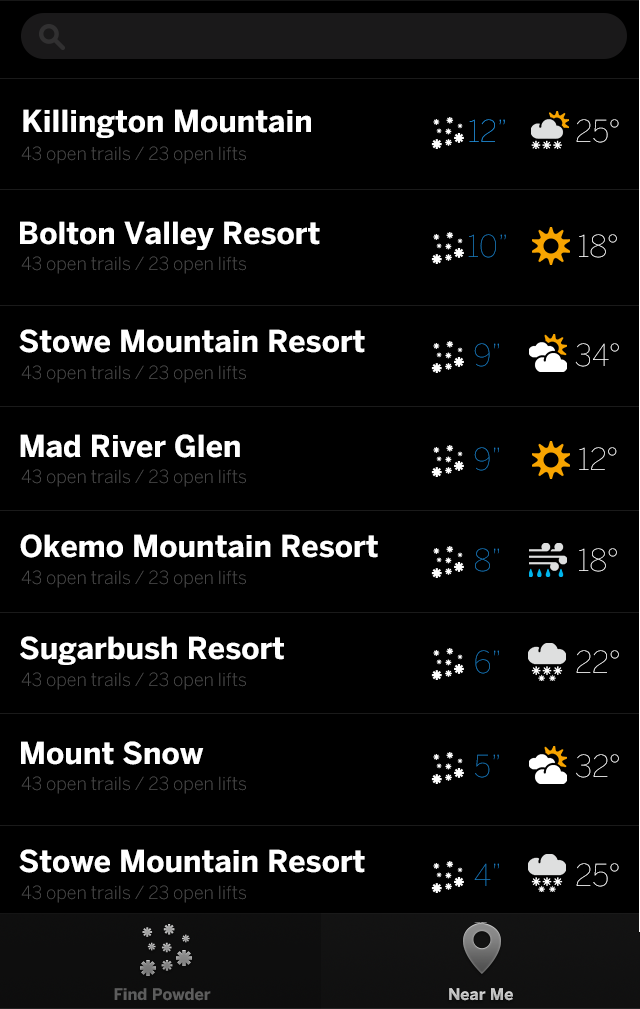 Killington Mountain 12" 25°
43 open trails / 23 open lifts
Bolton Valley Resort 10" 18°
43 open trails / 23 open lifts
Stowe Mountain Resort 9" 34°
43 open trails / 23 open lifts
Mad River Glen 9" 12°
43 open trails / 23 open lifts
Okemo Mountain Resort 8" 18°
43 open trails / 23 open lifts
Sugarbush Resort 6" 22°
43 open trails / 23 open lifts
Mount Snow 5" 32°
43 open trails / 23 open lifts
Stowe Mountain Resort 4" 25°
43 open trails / 23 open lifts
Find Powder Near Me